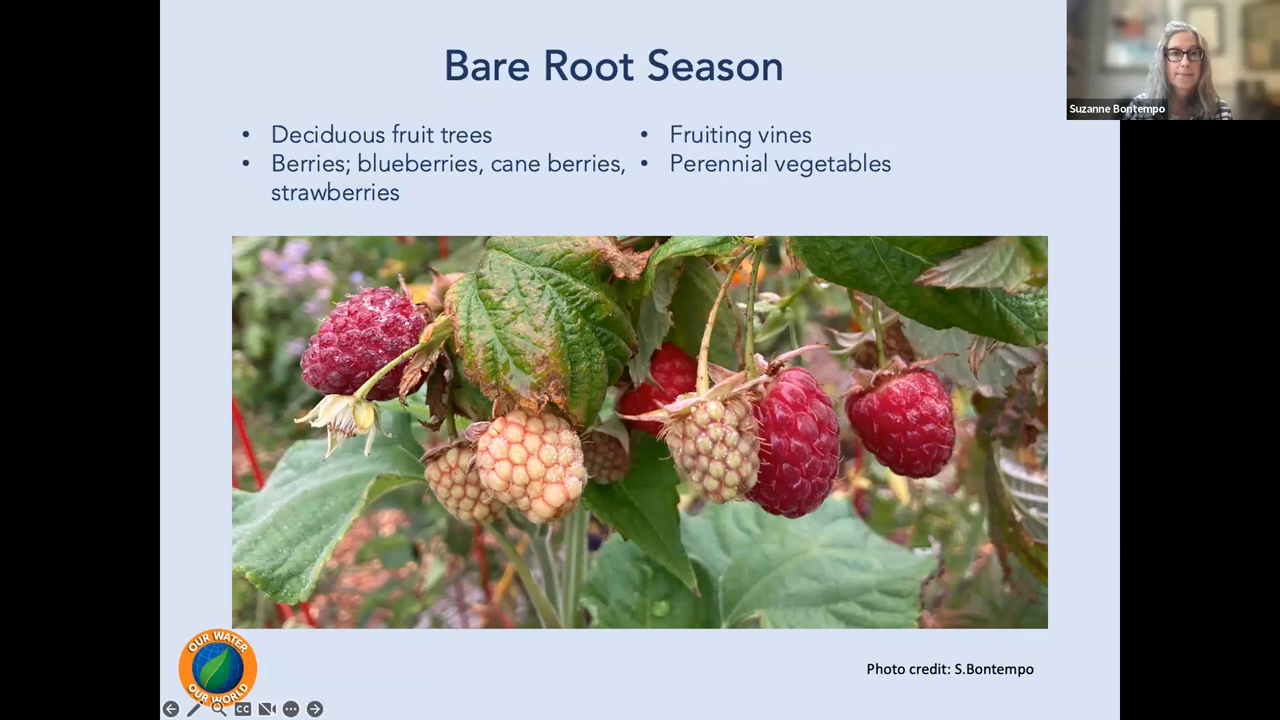 Bare Root Season
• Deciduous fruit trees
• Berries; blueberries, cane berries,
strawberries
• Fruiting vines
• Perennial vegetables
Suzanne Bontempo
OUR WATER
OUR WORLD
Photo credit: S.Bontempo
CC